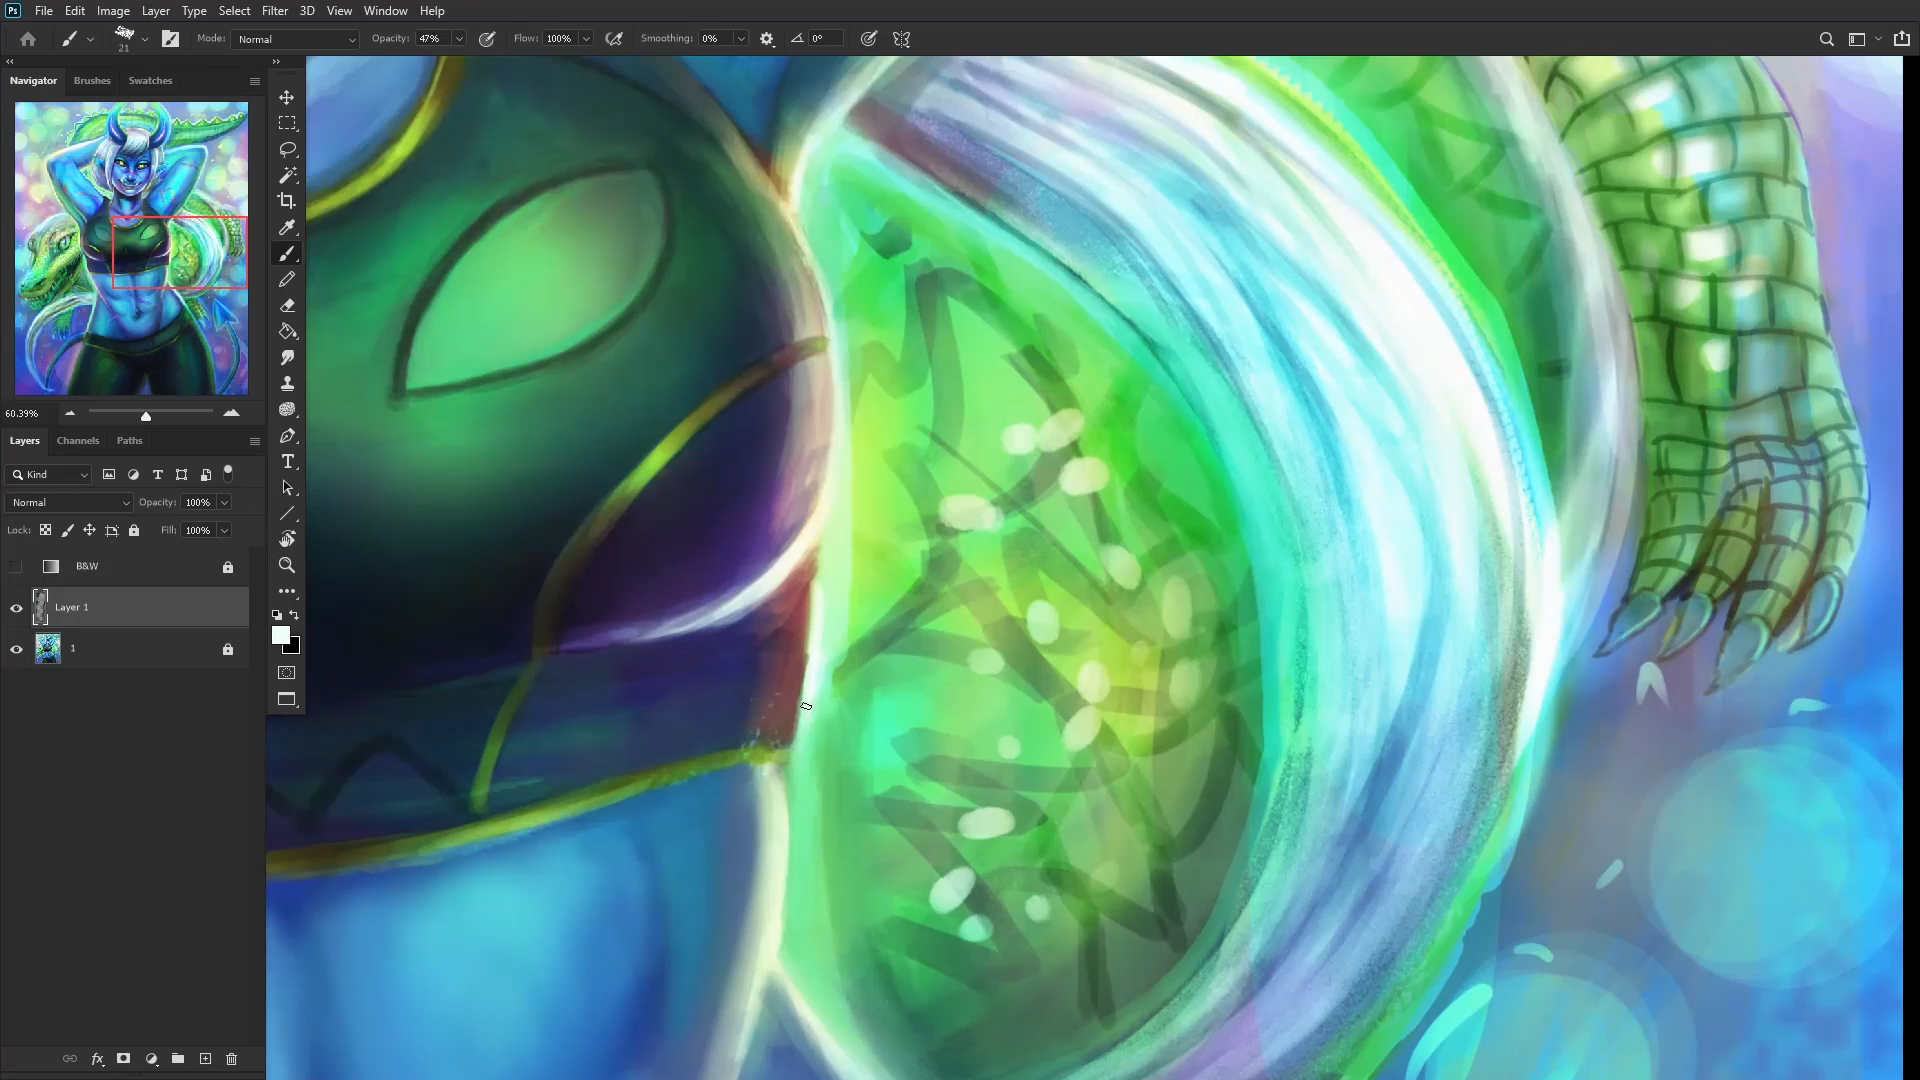 Ps File Edit Image Layer Type Select Filter 3D View Window Help
21 Mode: Normal Opacity: 47% Flow: 100% Smoothing: 0% 0°
Navigator Brushes Swatches
60.39%
Layers Channels Paths
Kind
Normal Opacity: 100%
Lock: Fill: 100%
B&W
Layer 1
1